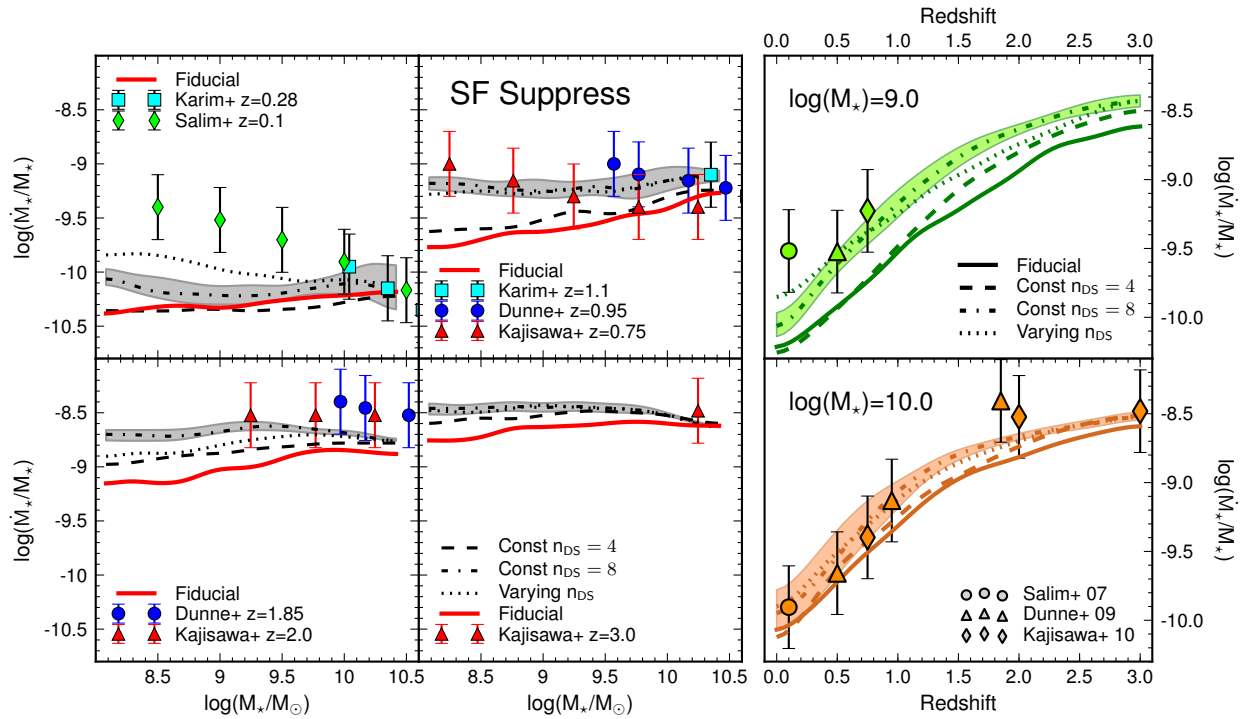 Redshift
0.0 0.5 1.0 1.5 2.0 2.5 3.0
Fiducial
Karim+ z=0.28
Salim+ z=0.1
-8.5
-9
-9.5
-10
-10.5
log(Ṁ⋆/M⋆)
SF Suppress
Fiducial
Karim+ z=1.1
Dunne+ z=0.95
Kajisawa+ z=0.75
log(M⋆)=9.0
Fiducial
Const n_DS = 4
Const n_DS = 8
Varying n_DS
-8.5
-9.0
-9.5
-10.0
log(Ṁ⋆/M⋆)
-8.5
-9
-9.5
-10
-10.5
log(Ṁ⋆/M⋆)
Fiducial
Dunne+ z=1.85
Kajisawa+ z=2.0
Const n_DS = 4
Const n_DS = 8
Varying n_DS
Fiducial
Kajisawa+ z=3.0
log(M⋆)=10.0
Salim+ 07
Dunne+ 09
Kajisawa+ 10
-8.5
-9.0
-9.5
-10.0
log(Ṁ⋆/M⋆)
8.5 9 9.5 10 10.5
log(M⋆/M⊙)
8.5 9 9.5 10 10.5
log(M⋆/M⊙)
0.0 0.5 1.0 1.5 2.0 2.5 3.0
Redshift